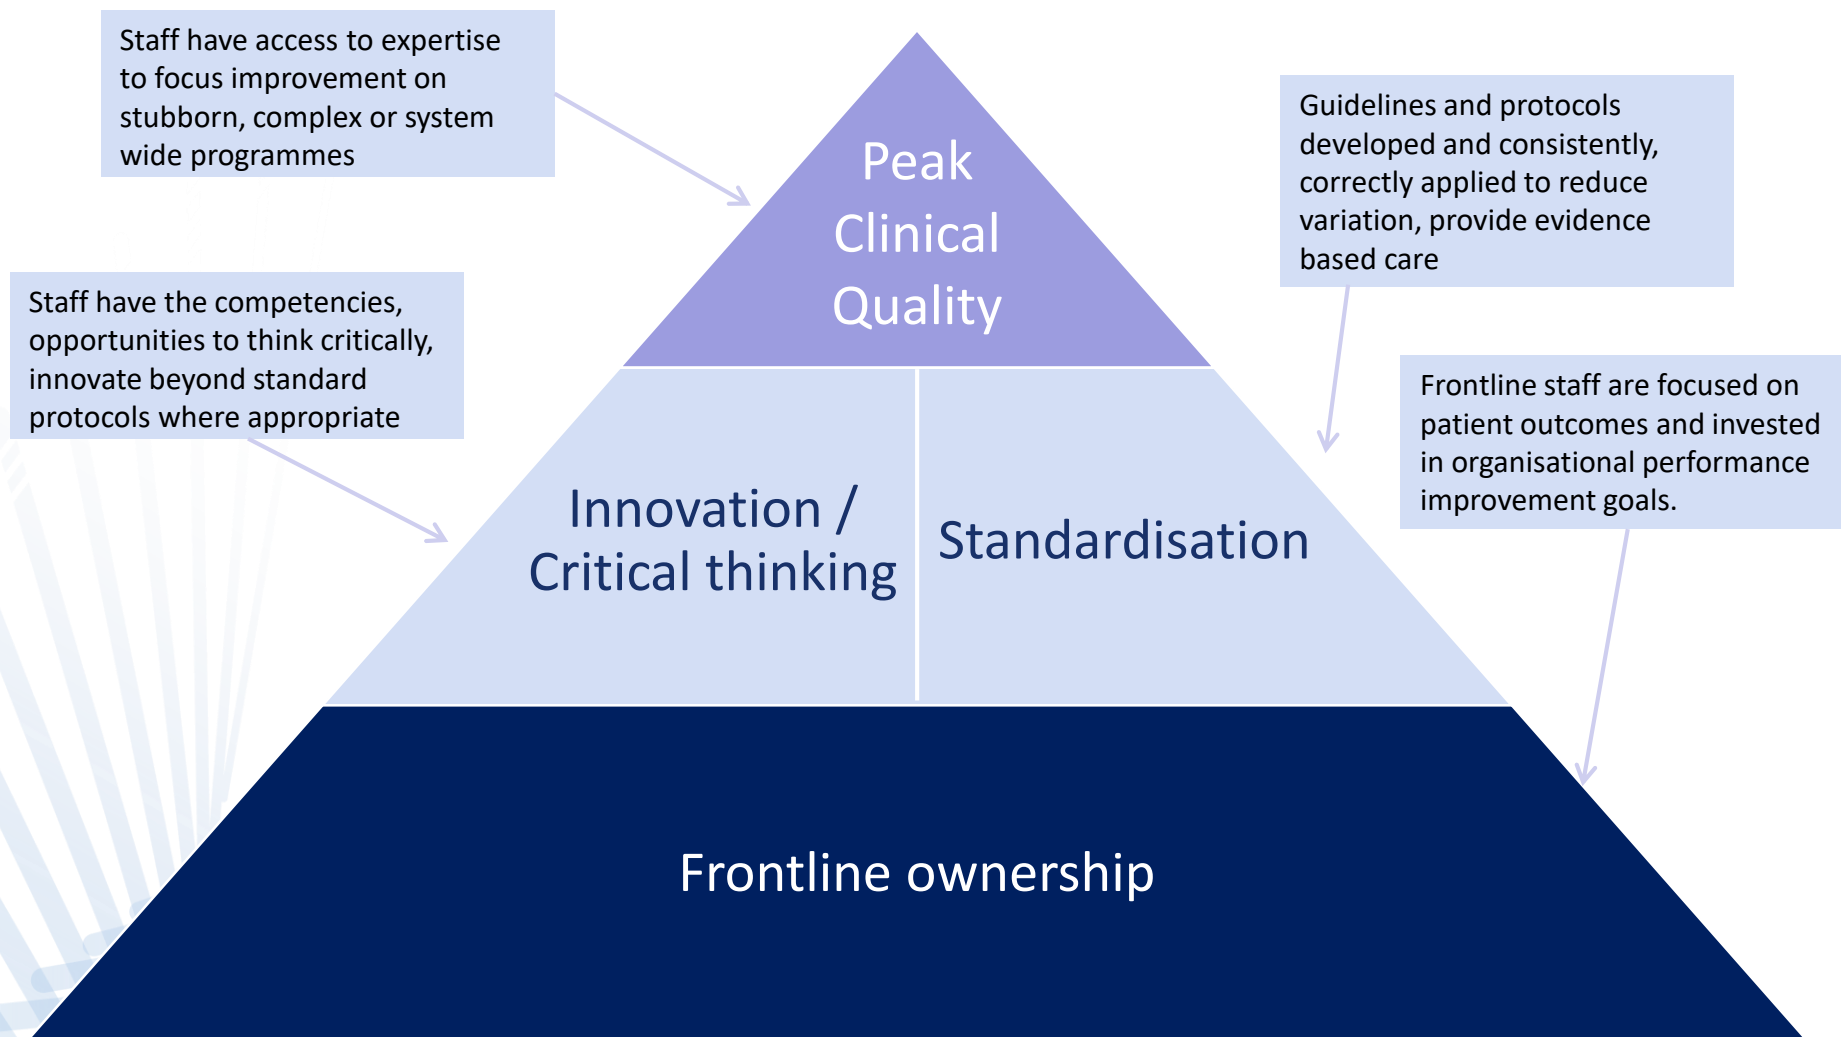 Staff have access to expertise
to focus improvement on
stubborn, complex or system
wide programmes
Peak
Clinical
Quality
Guidelines and protocols
developed and consistently,
correctly applied to reduce
variation, provide evidence
based care
Staff have the competencies,
opportunities to think critically,
innovate beyond standard
protocols where appropriate
Frontline staff are focused on
patient outcomes and invested
in organisational performance
improvement goals.
Innovation /
Critical thinking
Standardisation
Frontline ownership